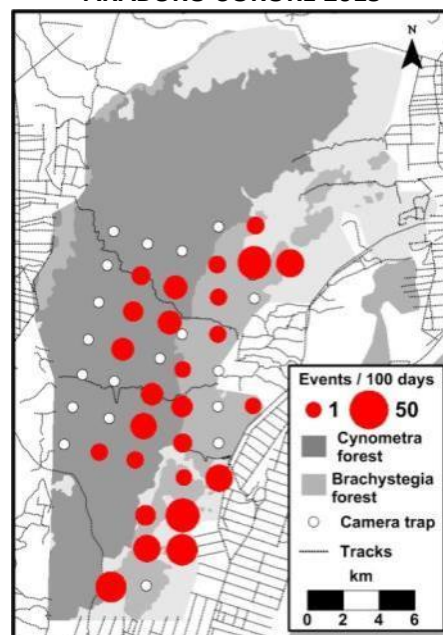 N
Events / 100 days
1 50
Cynometra
forest
Brachystegia
forest
Camera trap
Tracks
km
0 2 4 6